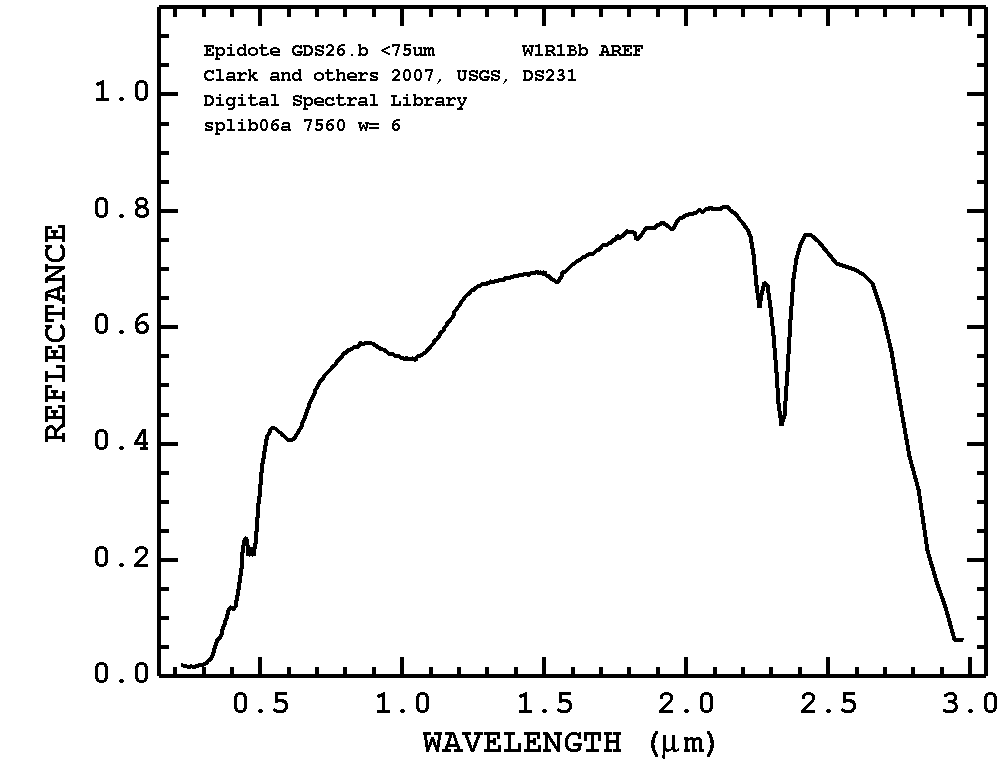 Epidote GDS26.b <75um W1R1Bb AREF
Clark and others 2007, USGS, DS231
Digital Spectral Library
splib06a 7560 w= 6
1.0
0.8
0.6
0.4
0.2
0.0
REFLECTANCE
0.5 1.0 1.5 2.0 2.5 3.0
WAVELENGTH (μm)